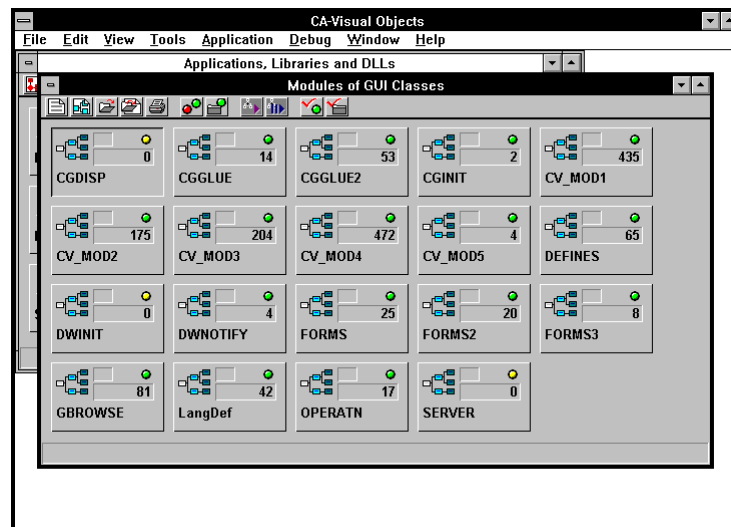 CA-Visual Objects
File Edit View Tools Application Debug Window Help
Applications, Libraries and DLLs
Modules of GUI Classes
0 14 53 2 435
CGDISP CGGLUE CGGLUE2 CGINIT CV_MOD1
175 204 472 4 65
CV_MOD2 CV_MOD3 CV_MOD4 CV_MOD5 DEFINES
0 4 25 20 8
DWINIT DWNOTIFY FORMS FORMS2 FORMS3
81 42 17 0
GBROWSE LangDef OPERATN SERVER